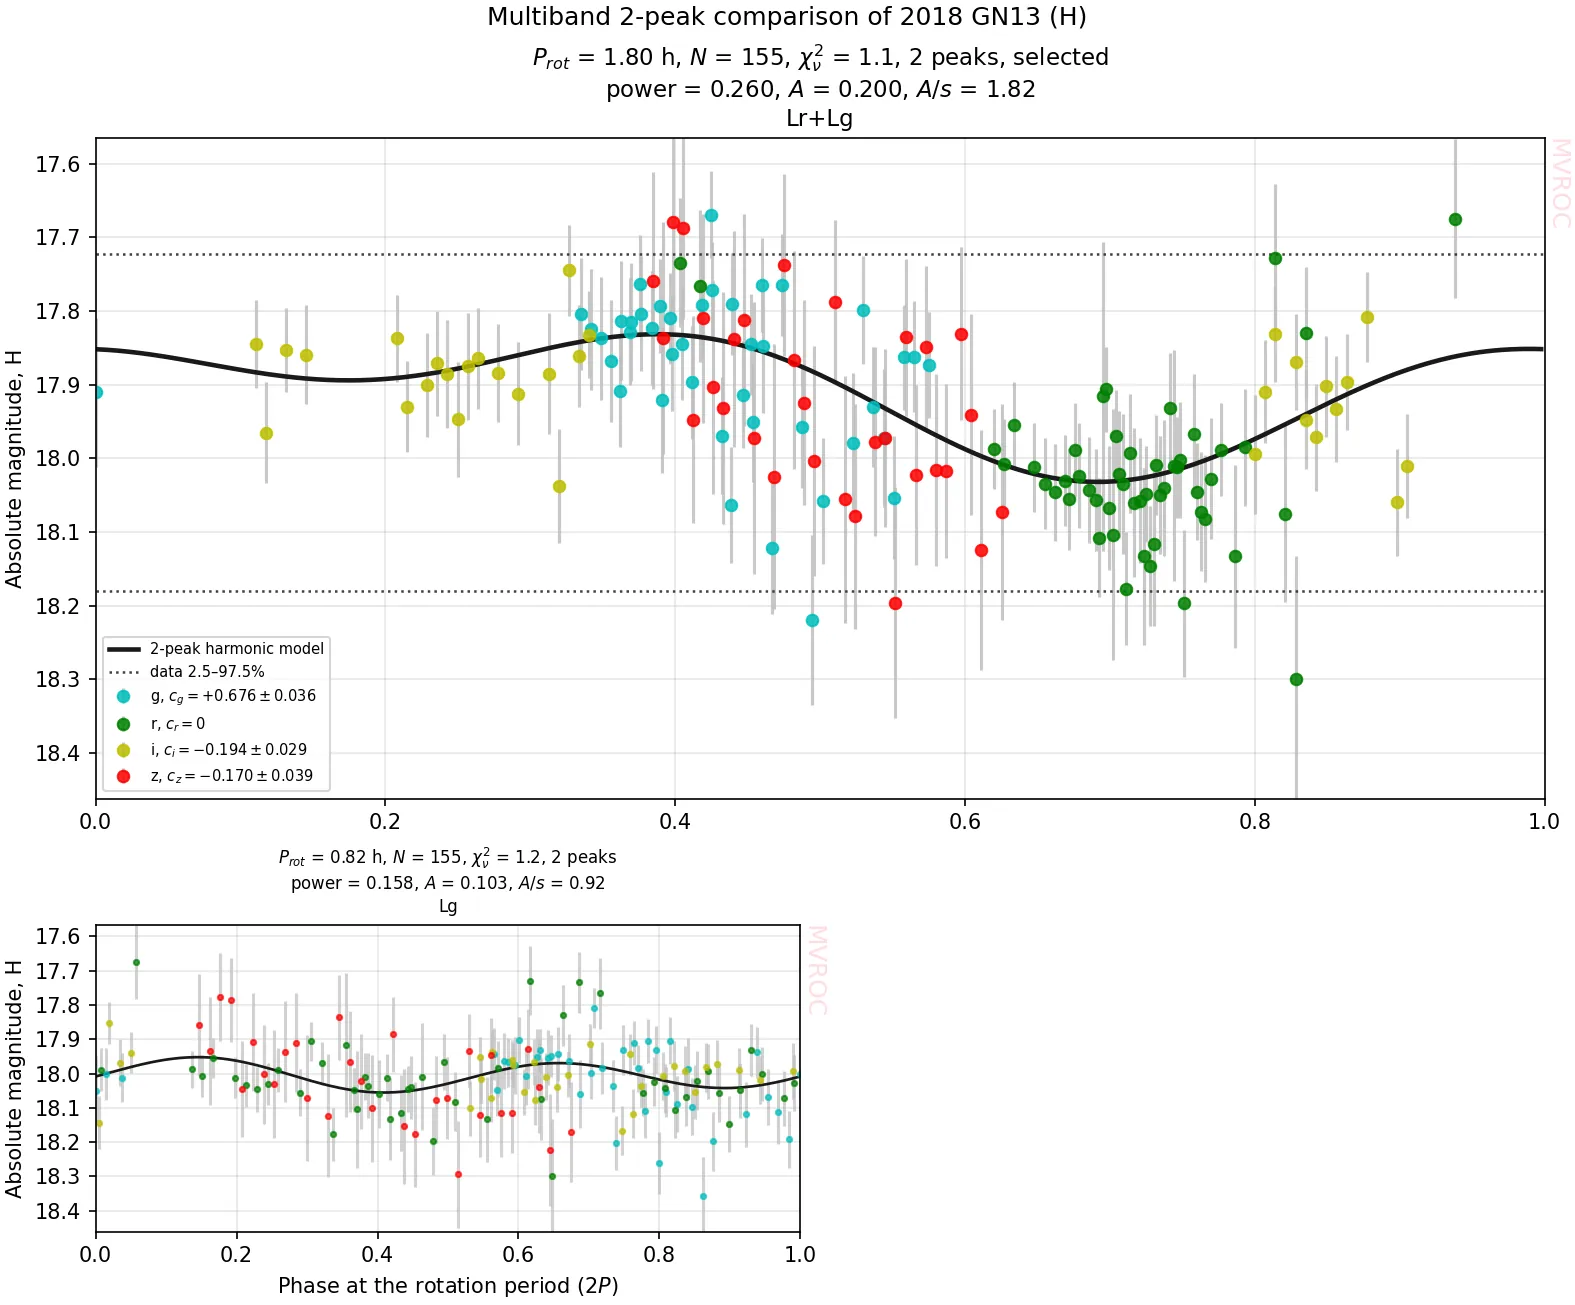 Multiband 2-peak comparison of 2018 GN13 (H)
P_rot = 1.80 h, N = 155, χ²_ν = 1.1, 2 peaks, selected
power = 0.260, A = 0.200, A/s = 1.82
Lr+Lg
Absolute magnitude, H
17.6
17.7
17.8
17.9
18.0
18.1
18.2
18.3
18.4
MVROC
2-peak harmonic model
data 2.5–97.5%
g, c_g = +0.676 ± 0.036
r, c_r = 0
i, c_i = −0.194 ± 0.029
z, c_z = −0.170 ± 0.039
0.0 0.2 0.4 0.6 0.8 1.0
P_rot = 0.82 h, N = 155, χ²_ν = 1.2, 2 peaks
power = 0.158, A = 0.103, A/s = 0.92
Lg
Absolute magnitude, H
17.6
17.7
17.8
17.9
18.0
18.1
18.2
18.3
18.4
MVROC
0.0 0.2 0.4 0.6 0.8 1.0
Phase at the rotation period (2P)